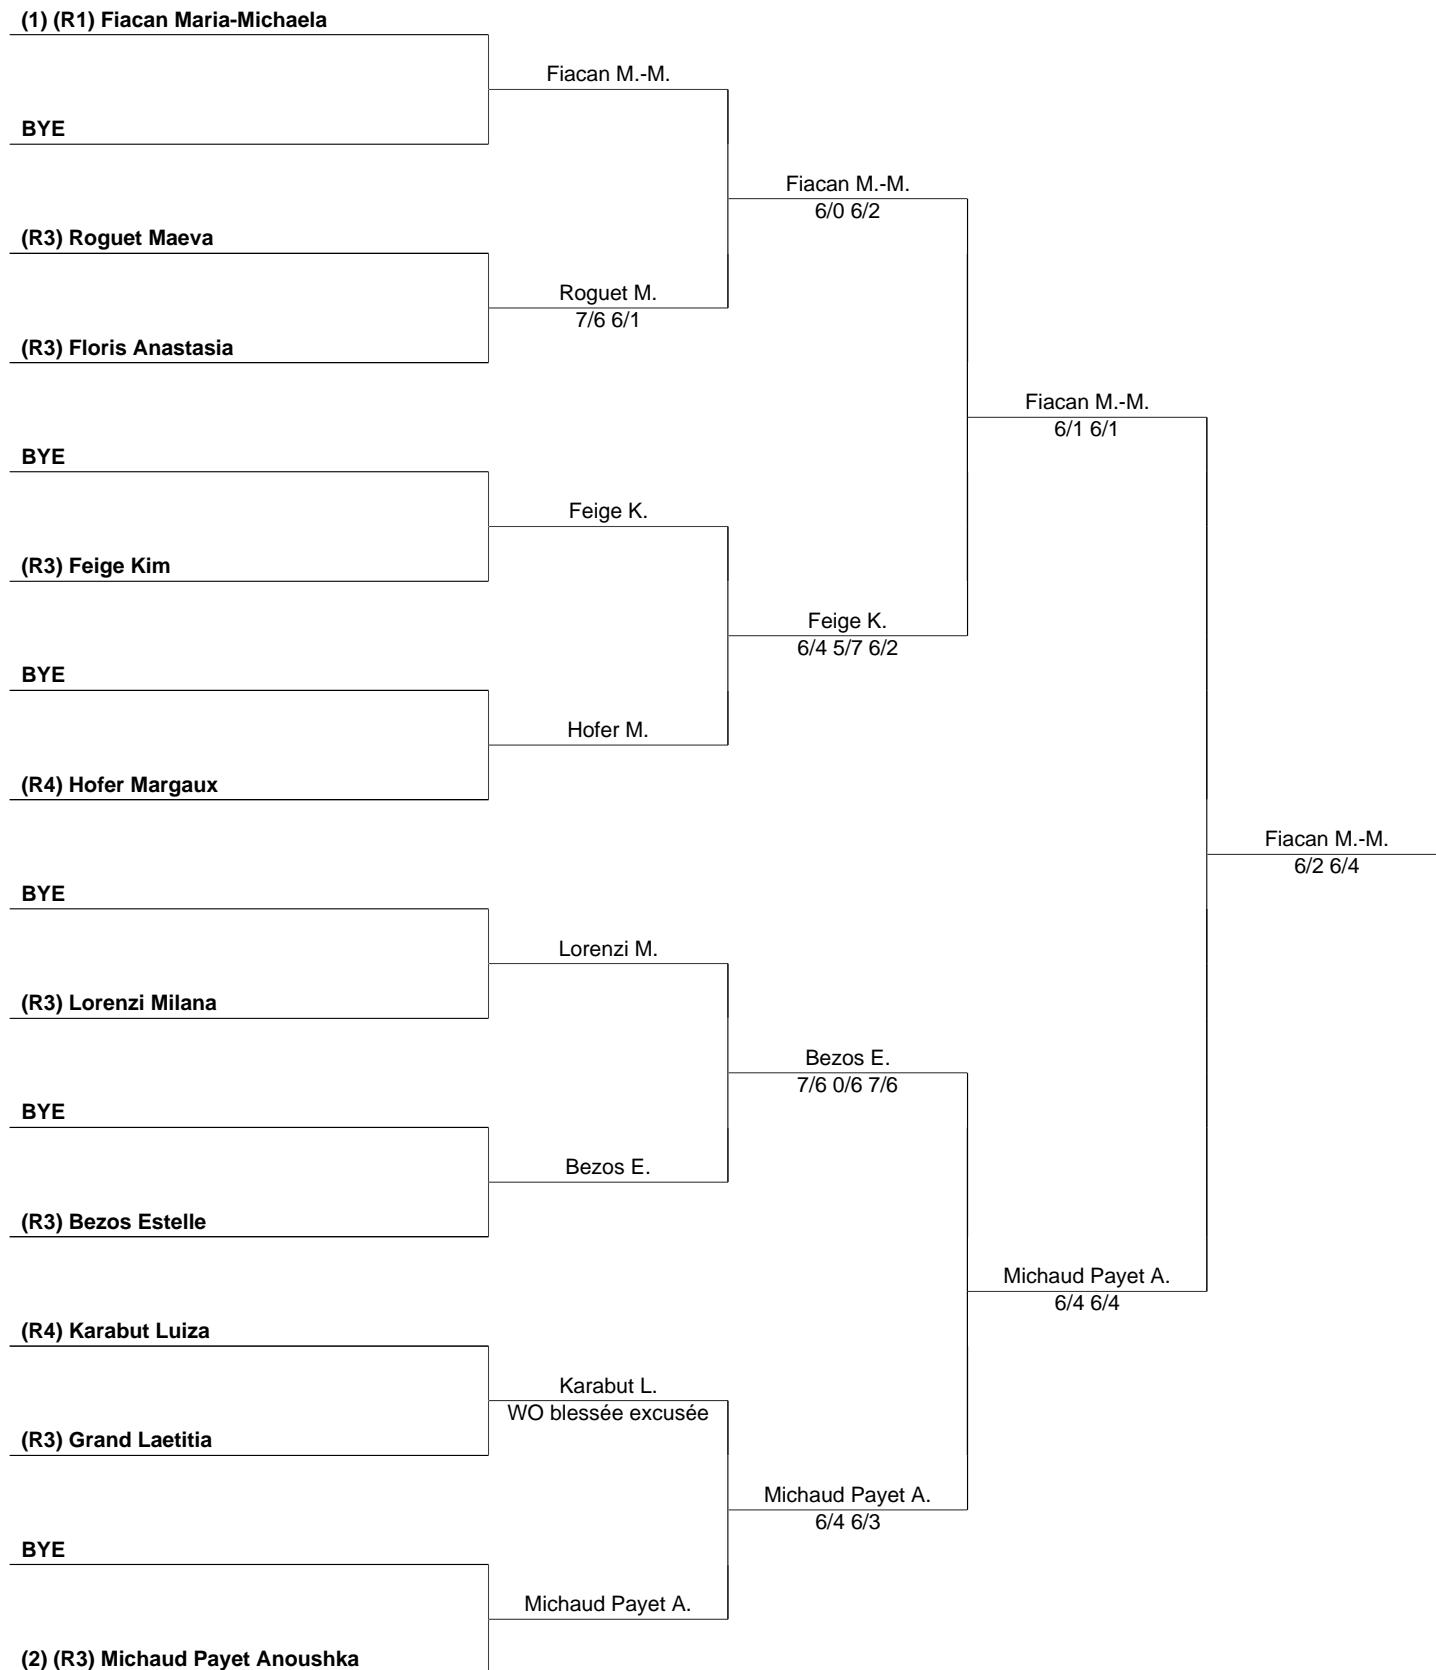 (1) (R1) Fiacan Maria-Michaela
Fiacan M.-M.
BYE
Fiacan M.-M.
6/0 6/2
(R3) Roguet Maeva
Roguet M.
7/6 6/1
(R3) Floris Anastasia
Fiacan M.-M.
6/1 6/1
BYE
Feige K.
(R3) Feige Kim
Feige K.
6/4 5/7 6/2
BYE
Hofer M.
(R4) Hofer Margaux
Fiacan M.-M.
6/2 6/4
BYE
Lorenzi M.
(R3) Lorenzi Milana
Bezos E.
7/6 0/6 7/6
BYE
Bezos E.
(R3) Bezos Estelle
Michaud Payet A.
6/4 6/4
(R4) Karabut Luiza
Karabut L.
WO blessée excusée
(R3) Grand Laetitia
Michaud Payet A.
6/4 6/3
BYE
Michaud Payet A.
(2) (R3) Michaud Payet Anoushka